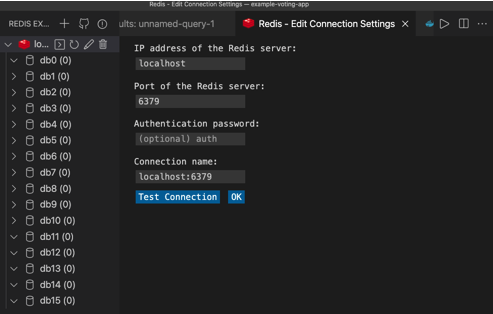 Redis - Edit Connection Settings — example-voting-app
REDIS EX...
ults: unnamed-query-1
Redis - Edit Connection Settings
lo...
db0 (0)
db1 (0)
db2 (0)
db3 (0)
db4 (0)
db5 (0)
db6 (0)
db7 (0)
db8 (0)
db9 (0)
db10 (0)
db11 (0)
db12 (0)
db13 (0)
db14 (0)
db15 (0)
IP address of the Redis server:
localhost
Port of the Redis server:
6379
Authentication password:
(optional) auth
Connection name:
localhost:6379
Test Connection OK